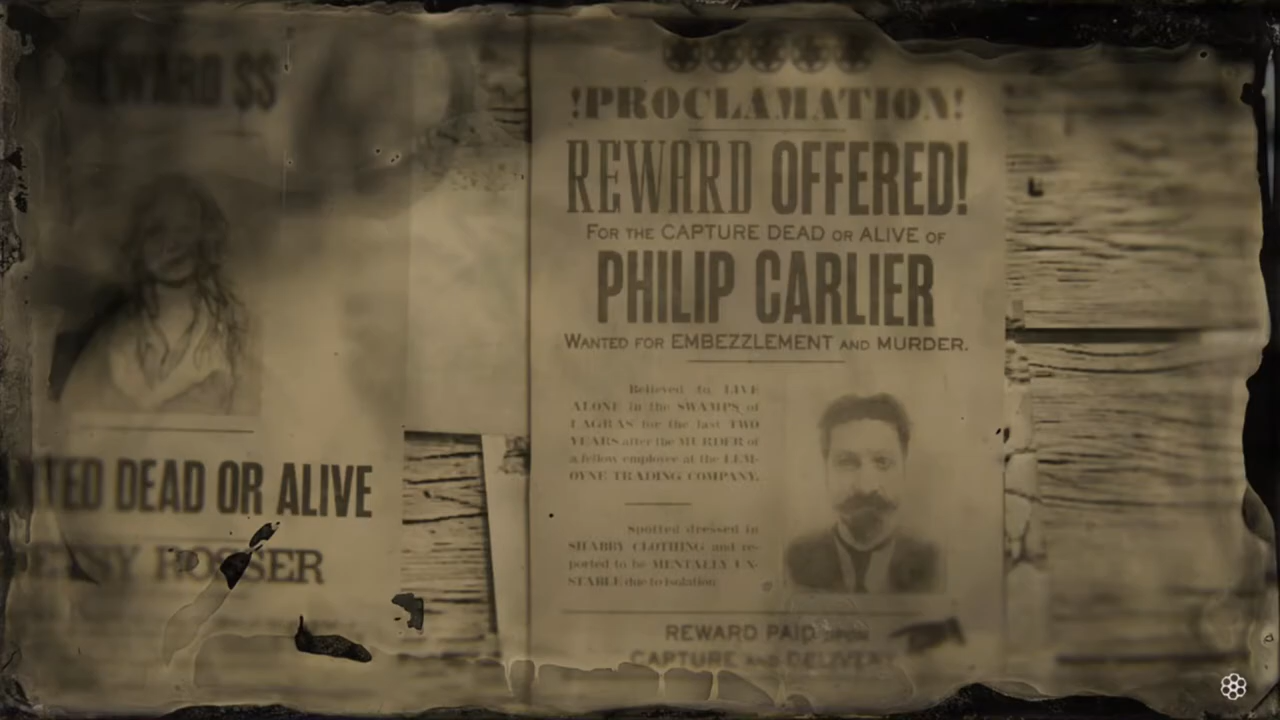 REWARD $$
NTED DEAD OR ALIVE
BETSY ROSSER
!PROCLAMATION!
REWARD OFFERED!
FOR THE CAPTURE DEAD OR ALIVE OF
PHILIP CARLIER
WANTED FOR EMBEZZLEMENT AND MURDER.
Believed to LIVE
ALONE in the SWAMPS of
LAGRAS for the last TWO
YEARS after the MURDER of
a fellow employee at the LEM-
OYNE TRADING COMPANY.
Spotted dressed in
SHABBY CLOTHING and re-
ported to be MENTALLY UN-
STABLE due to isolation
REWARD PAID UPON
CAPTURE AND DELIVERY